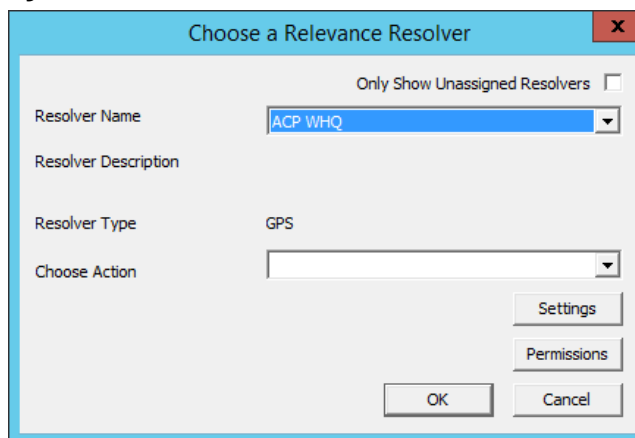 Choose a Relevance Resolver
x
Only Show Unassigned Resolvers
Resolver Name
ACP WHQ
Resolver Description
Resolver Type
GPS
Choose Action
Settings
Permissions
OK
Cancel